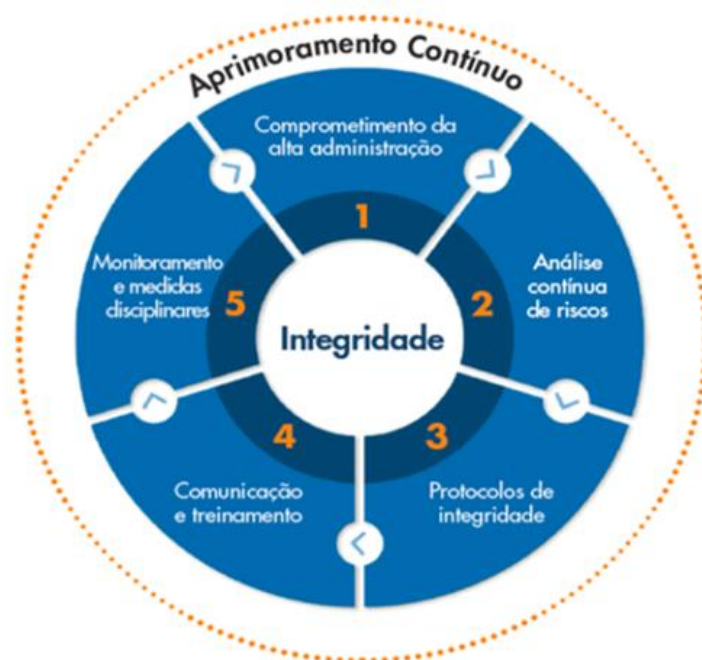 Aprimoramento Contínuo
Comprometimento da
alta administração
1
Análise
contínua
de riscos
2
Protocolos de
integridade
3
Comunicação
e treinamento
4
Monitoramento
e medidas
disciplinares
5
Integridade